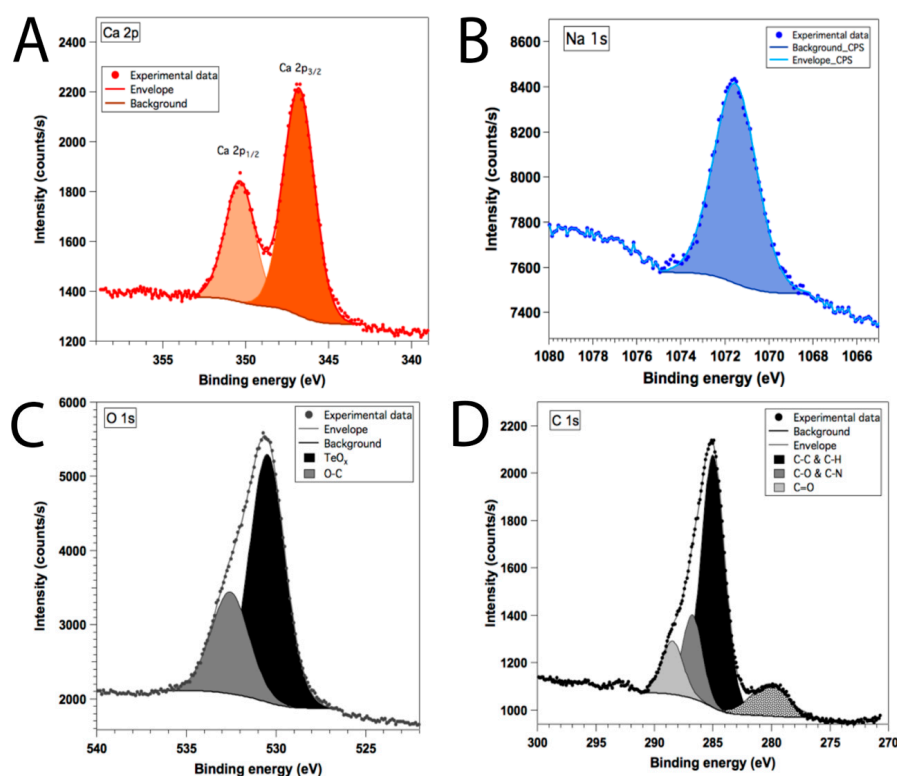 A
Ca 2p
Experimental data
Envelope
Background
Ca 2p3/2
Ca 2p1/2
2400
2200
2000
1800
1600
1400
1200
Intensity (counts/s)
355 350 345 340
Binding energy (eV)
B
Na 1s
Experimental data
Background_CPS
Envelope_CPS
8600
8400
8200
8000
7800
7600
7400
Intensity (counts/s)
1080 1078 1076 1074 1072 1070 1068 1066
Binding energy (eV)
C
O 1s
Experimental data
Envelope
Background
TeOx
O-C
6000
5000
4000
3000
2000
Intensity (counts/s)
540 535 530 525
Binding energy (eV)
D
C 1s
Experimental data
Background
Envelope
C-C & C-H
C-O & C-N
C=O
2200
2000
1800
1600
1400
1200
1000
Intensity (counts/s)
300 295 290 285 280 275 270
Binding energy (eV)